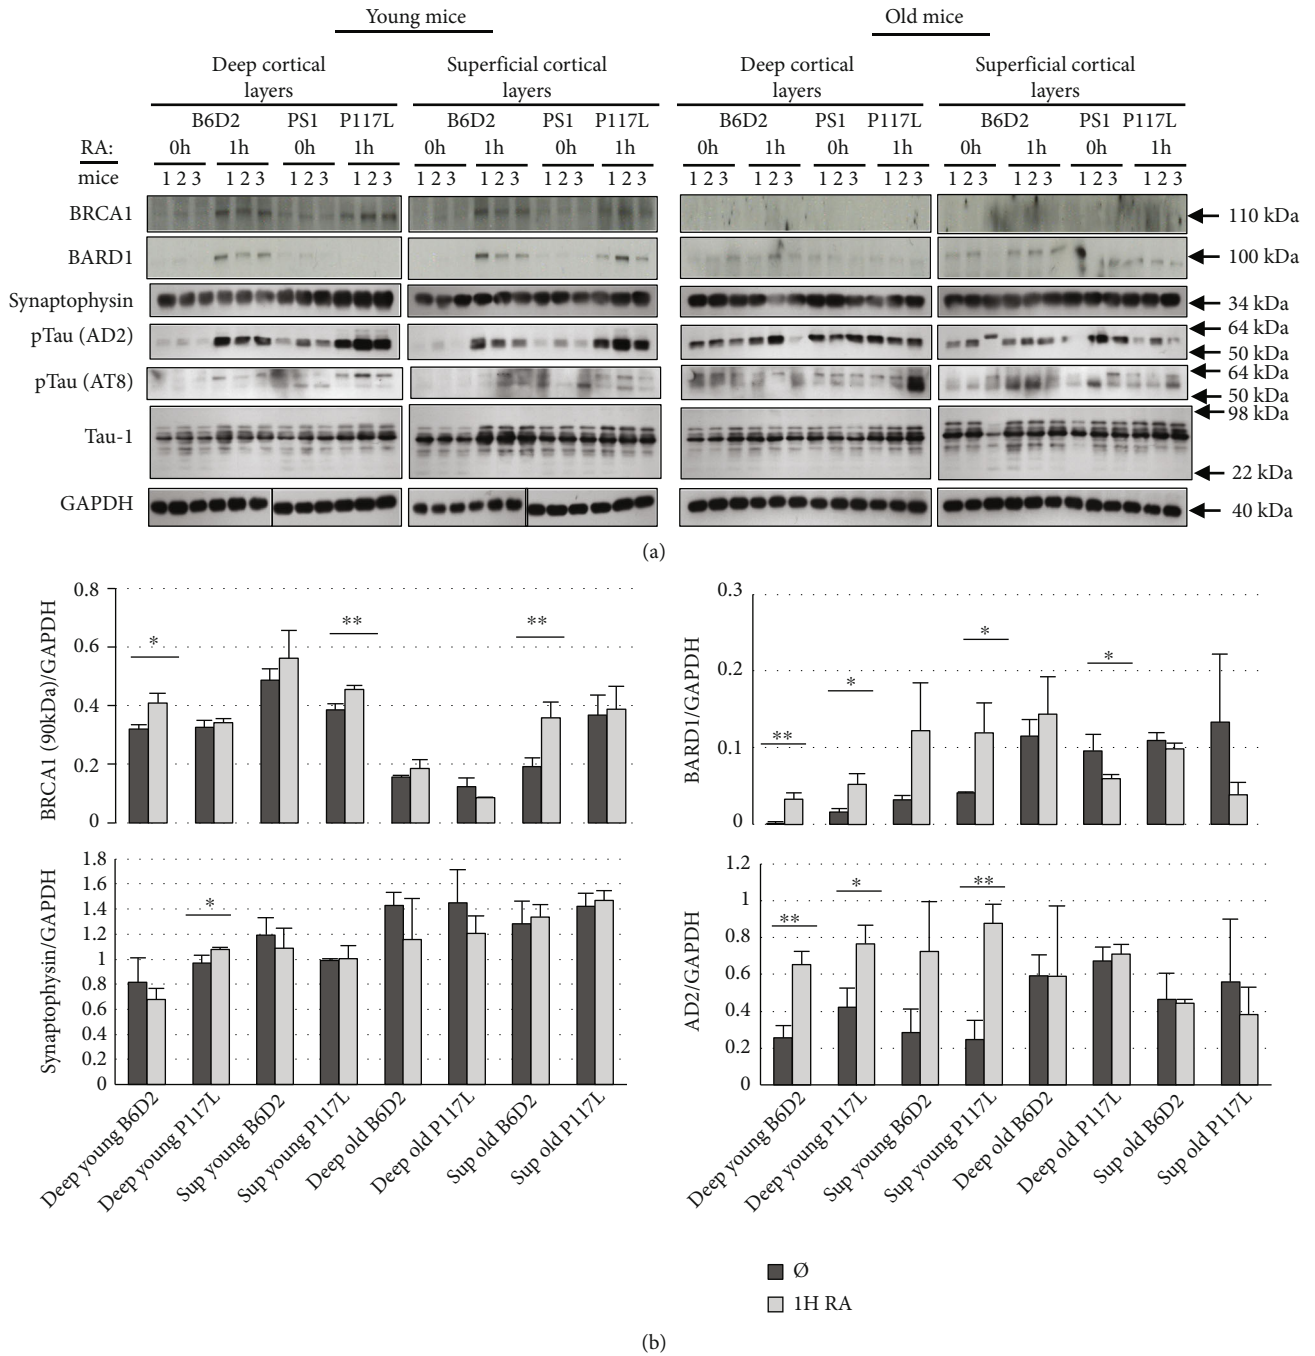 Young mice Old mice
Deep cortical layers Superficial cortical layers Deep cortical layers Superficial cortical layers
B6D2 PS1 P117L B6D2 PS1 P117L B6D2 PS1 P117L B6D2 PS1 P117L
RA: 0h 1h 0h 1h 0h 1h 0h 1h 0h 1h 0h 1h 0h 1h 0h 1h
mice 1 2 3 1 2 3 1 2 3 1 2 3 1 2 3 1 2 3 1 2 3 1 2 3 1 2 3 1 2 3 1 2 3 1 2 3 1 2 3 1 2 3 1 2 3 1 2 3
BRCA1 110 kDa
BARD1 100 kDa
Synaptophysin 34 kDa
pTau (AD2) 64 kDa
50 kDa
pTau (AT8) 64 kDa
50 kDa
98 kDa
Tau-1
22 kDa
GAPDH 40 kDa
(a)
BRCA1 (90kDa)/GAPDH
0.8
0.6
0.4
0.2
0
* ** **
BARD1/GAPDH
0.3
0.2
0.1
0
** * * *
Synaptophysin/GAPDH
1.8
1.6
1.4
1.2
1
0.8
0.6
0.4
0.2
0
*
Deep young B6D2
Deep young P117L
Sup young B6D2
Sup young P117L
Deep old B6D2
Deep old P117L
Sup old B6D2
Sup old P117L
AD2/GAPDH
1.2
1
0.8
0.6
0.4
0.2
0
** * **
Deep young B6D2
Deep young P117L
Sup young B6D2
Sup young P117L
Deep old B6D2
Deep old P117L
Sup old B6D2
Sup old P117L
Ø
1H RA
(b)